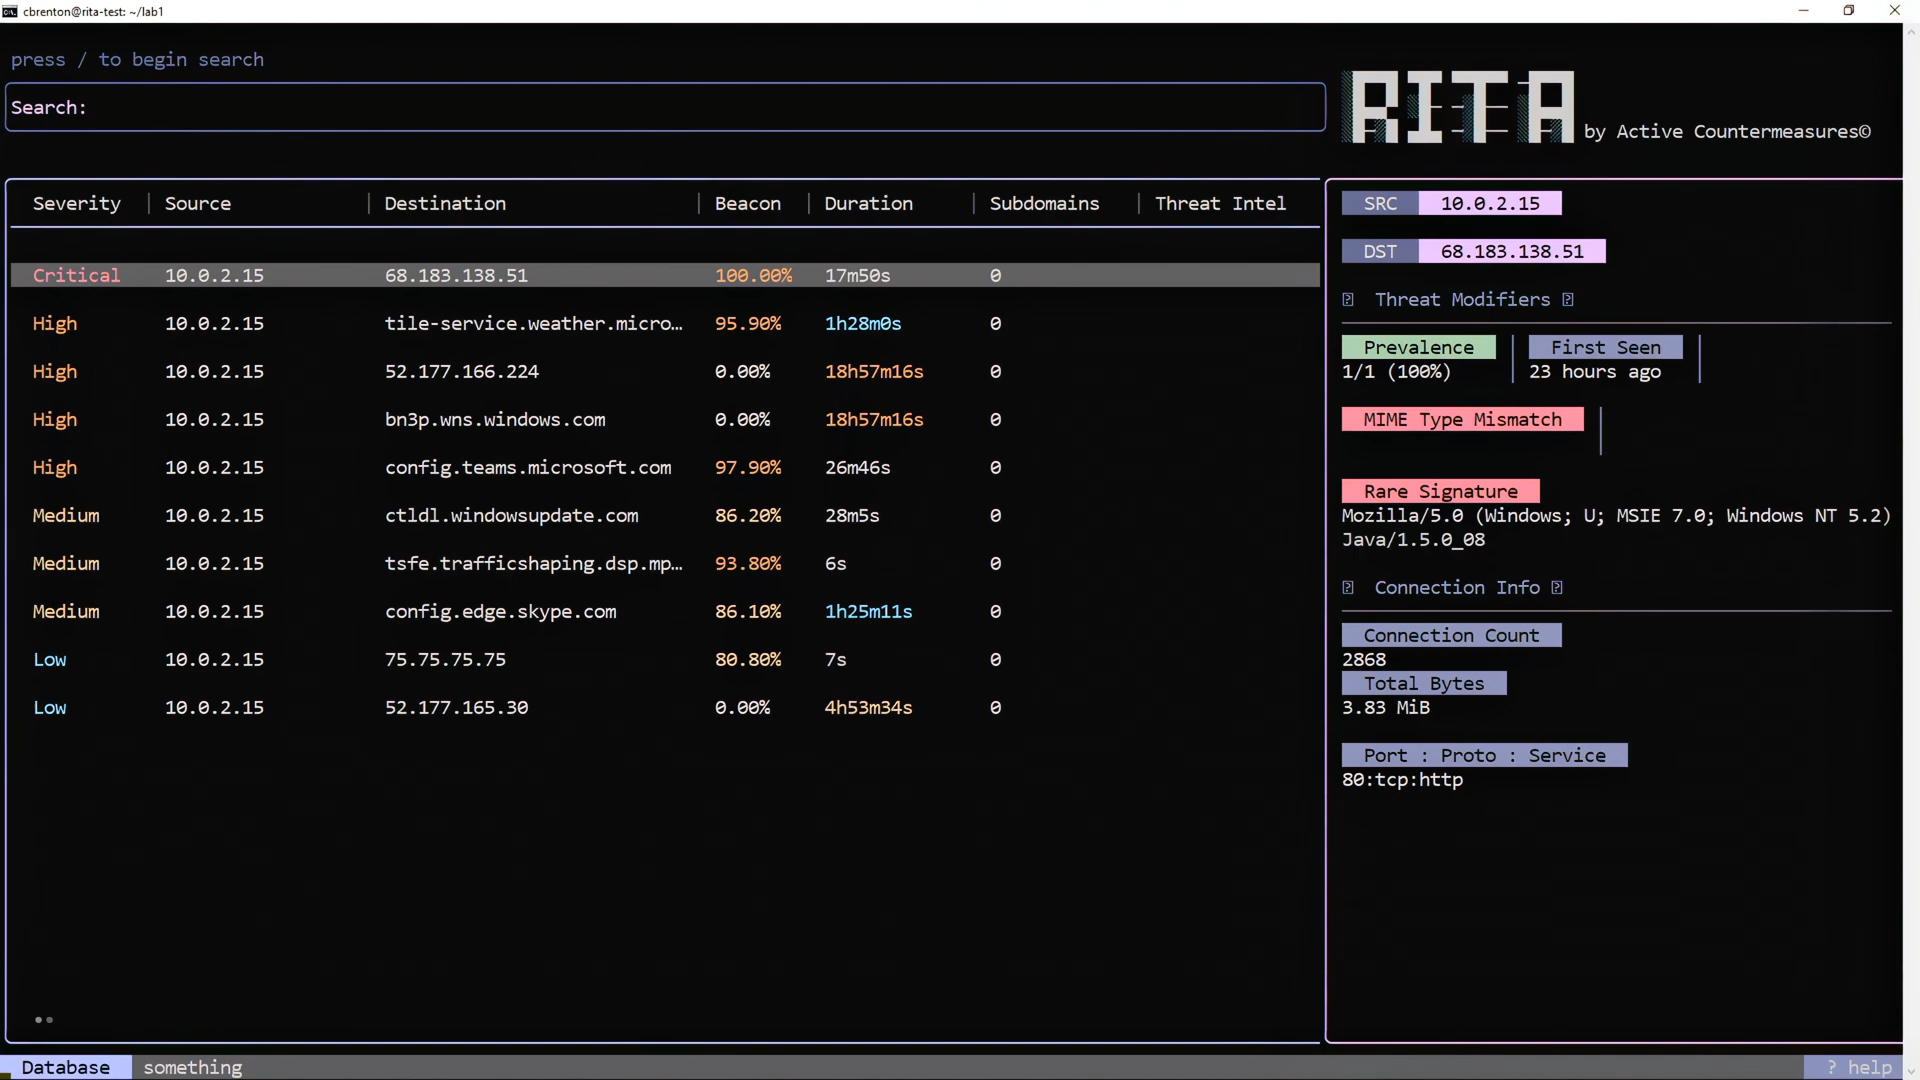 cbrenton@rita-test: ~/lab1
press / to begin search
Search:
RITA by Active Countermeasures©
Severity Source Destination Beacon Duration Subdomains Threat Intel
Critical 10.0.2.15 68.183.138.51 100.00% 17m50s 0
High 10.0.2.15 tile-service.weather.micro… 95.90% 1h28m0s 0
High 10.0.2.15 52.177.166.224 0.00% 18h57m16s 0
High 10.0.2.15 bn3p.wns.windows.com 0.00% 18h57m16s 0
High 10.0.2.15 config.teams.microsoft.com 97.90% 26m46s 0
Medium 10.0.2.15 ctldl.windowsupdate.com 86.20% 28m5s 0
Medium 10.0.2.15 tsfe.trafficshaping.dsp.mp… 93.80% 6s 0
Medium 10.0.2.15 config.edge.skype.com 86.10% 1h25m11s 0
Low 10.0.2.15 75.75.75.75 80.80% 7s 0
Low 10.0.2.15 52.177.165.30 0.00% 4h53m34s 0
SRC 10.0.2.15
DST 68.183.138.51
Threat Modifiers
Prevalence First Seen
1/1 (100%) 23 hours ago
MIME Type Mismatch
Rare Signature
Mozilla/5.0 (Windows; U; MSIE 7.0; Windows NT 5.2)
Java/1.5.0_08
Connection Info
Connection Count
2868
Total Bytes
3.83 MiB
Port : Proto : Service
80:tcp:http
Database something ? help